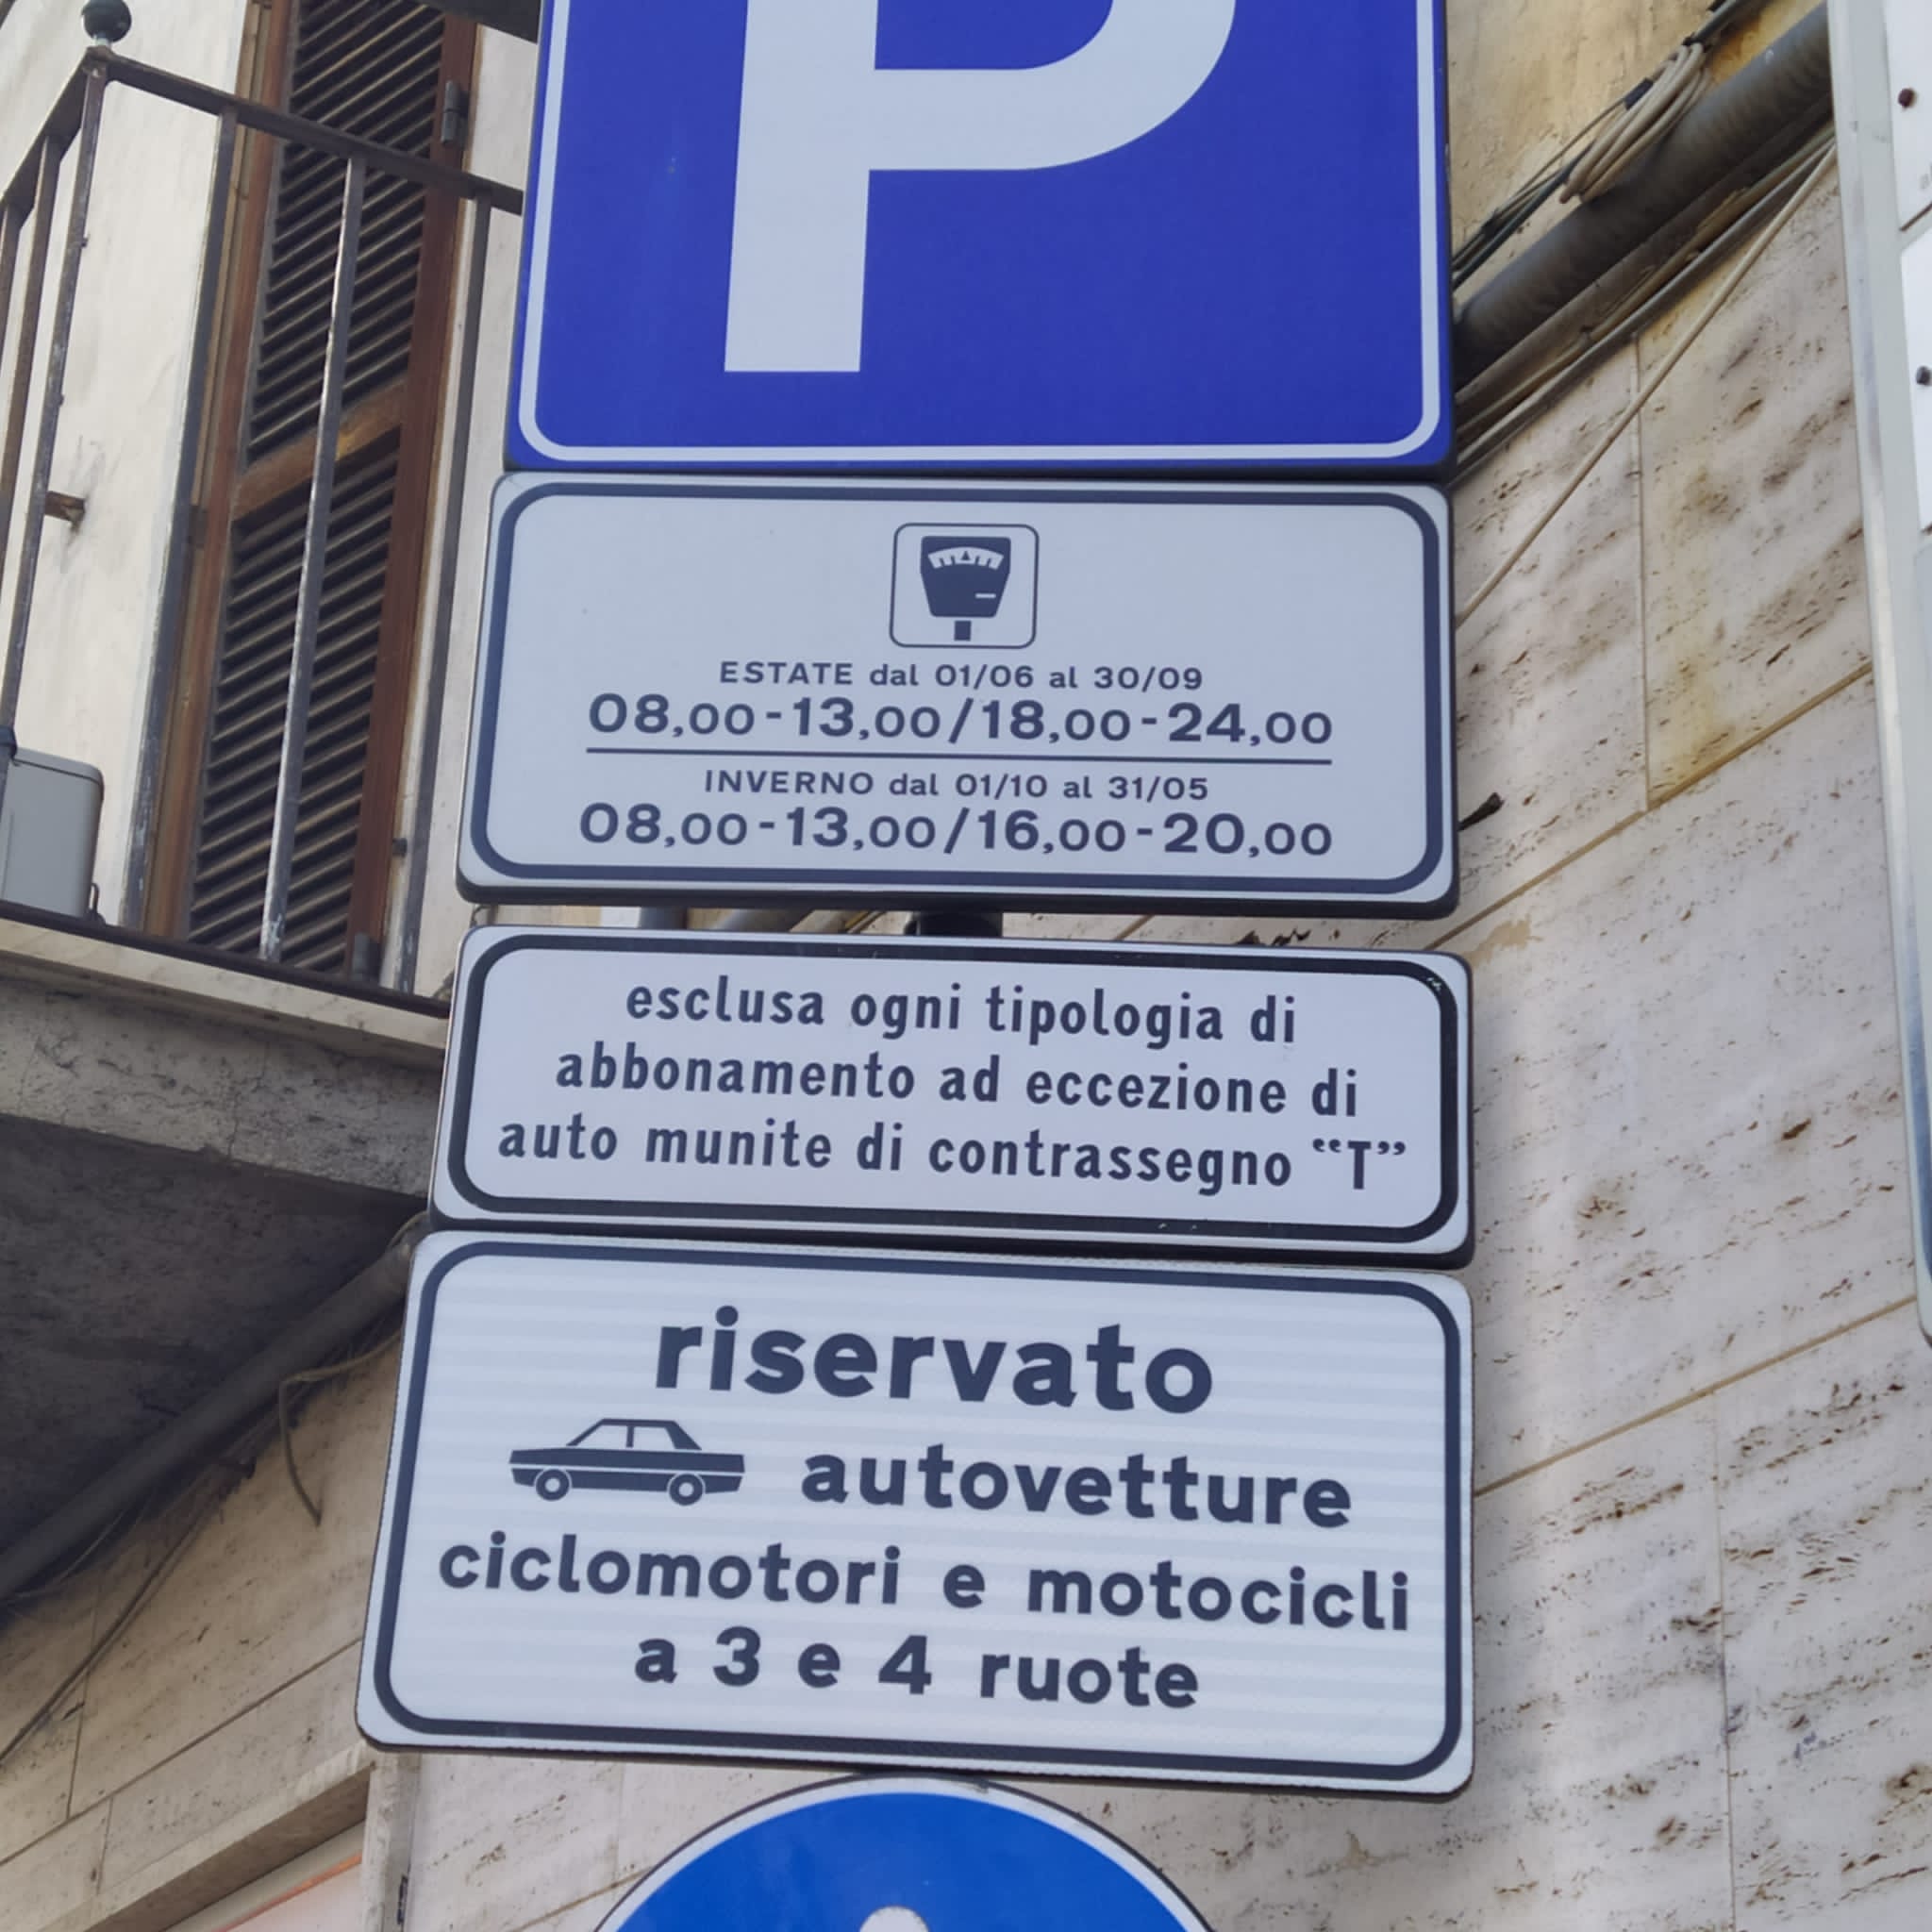 P
ESTATE dal 01/06 al 30/09
08,00-13,00/18,00-24,00
INVERNO dal 01/10 al 31/05
08,00-13,00/16,00-20,00
esclusa ogni tipologia di
abbonamento ad eccezione di
auto munite di contrassegno “T”
riservato
autovetture
ciclomotori e motocicli
a 3 e 4 ruote